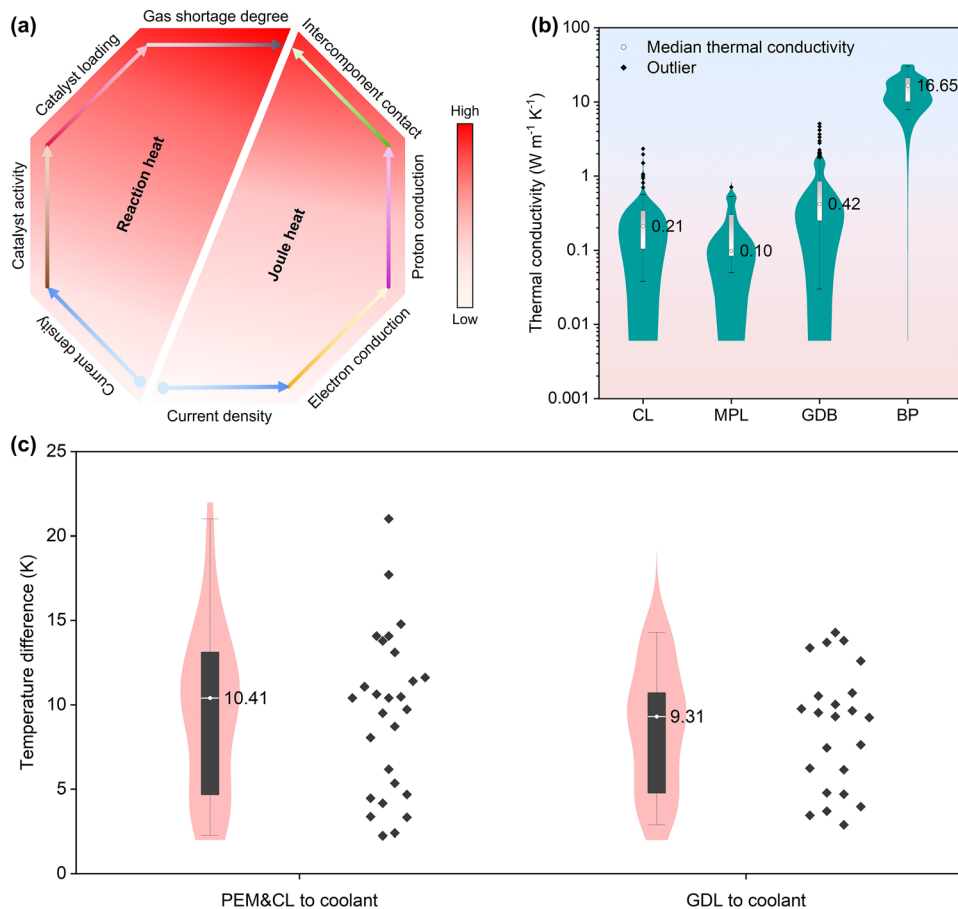 (a)
Gas shortage degree
Catalyst loading
Intercomponent contact
Catalyst activity
Reaction heat
Joule heat
Proton conduction
Current density
Electron conduction
Current density
High
Low
(b)
Median thermal conductivity
Outlier
Thermal conductivity (W m⁻¹ K⁻¹)
100
10
1
0.1
0.01
0.001
0.21
0.10
0.42
16.65
CL MPL GDB BP
(c)
Temperature difference (K)
25
20
15
10
5
0
10.41
9.31
PEM&CL to coolant GDL to coolant